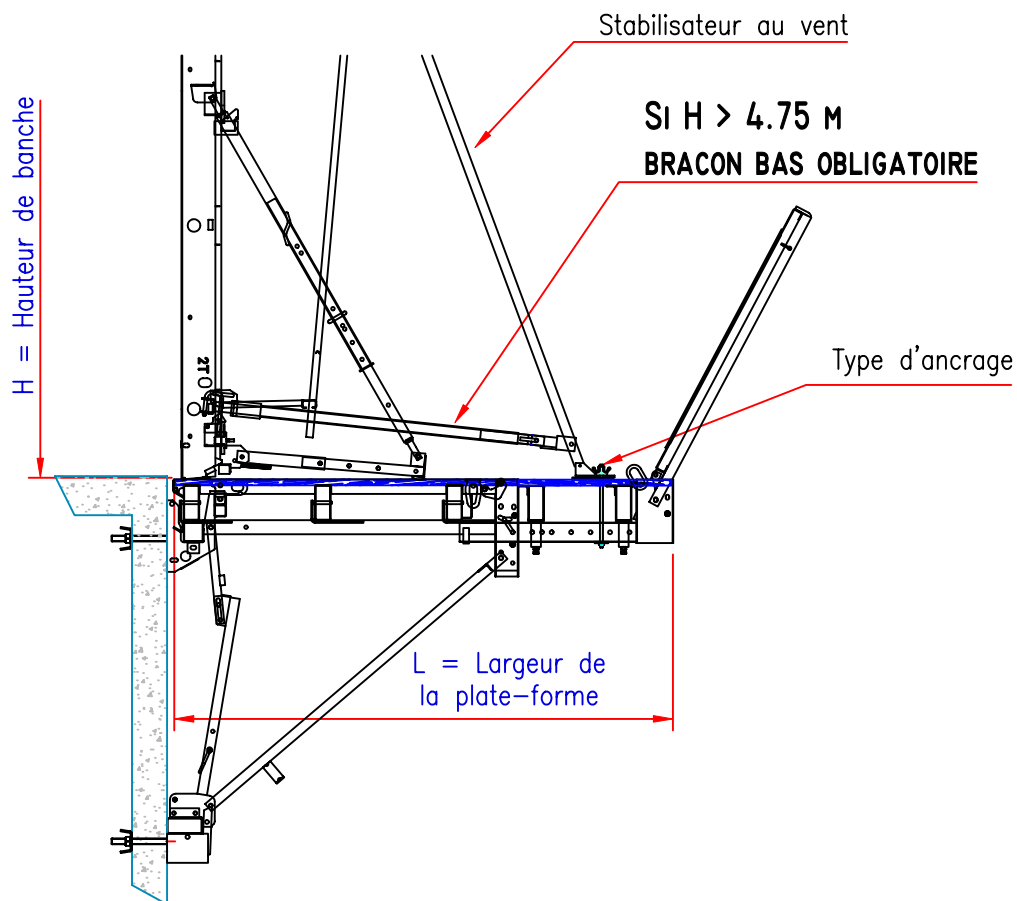 Stabilisateur au vent
SI H > 4.75 M
BRACON BAS OBLIGATOIRE
H = Hauteur de banche
2T
Type d'ancrage
L = Largeur de
la plate-forme